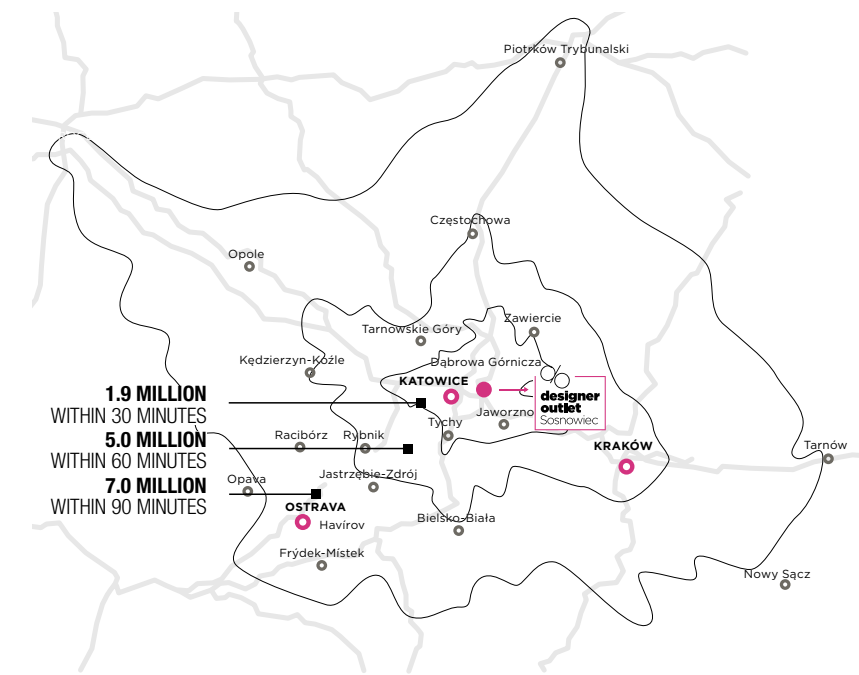 Piotrków Trybunalski
Częstochowa
Opole
Zawiercie
Tarnowskie Góry
Kędzierzyn-Koźle
Dąbrowa Górnicza
KATOWICE
1.9 MILLION
WITHIN 30 MINUTES
designer
outlet
Sosnowiec
Jaworzno
Tychy
5.0 MILLION
WITHIN 60 MINUTES
Racibórz
Rybnik
KRAKÓW
Tarnów
Opava
Jastrzębie-Zdrój
7.0 MILLION
WITHIN 90 MINUTES
OSTRAVA
Havířov
Bielsko-Biała
Frýdek-Místek
Nowy Sącz